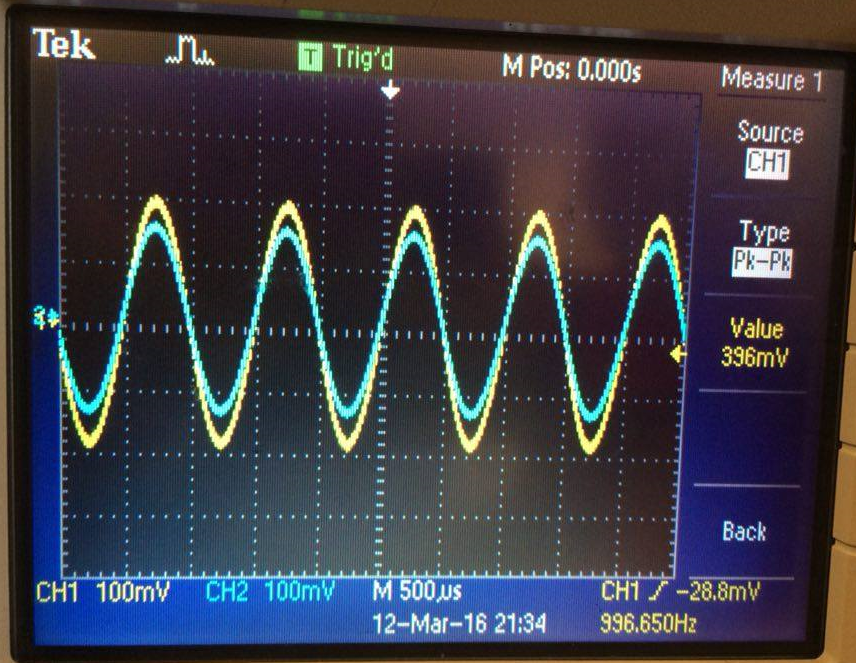 Tek
T Trig'd
M Pos: 0.000s
Measure 1
Source
CH1
Type
Pk-Pk
Value
396mV
Back
CH1 100mV
CH2 100mV
M 500µs
CH1 -28.8mV
12-Mar-16 21:34
996.650Hz